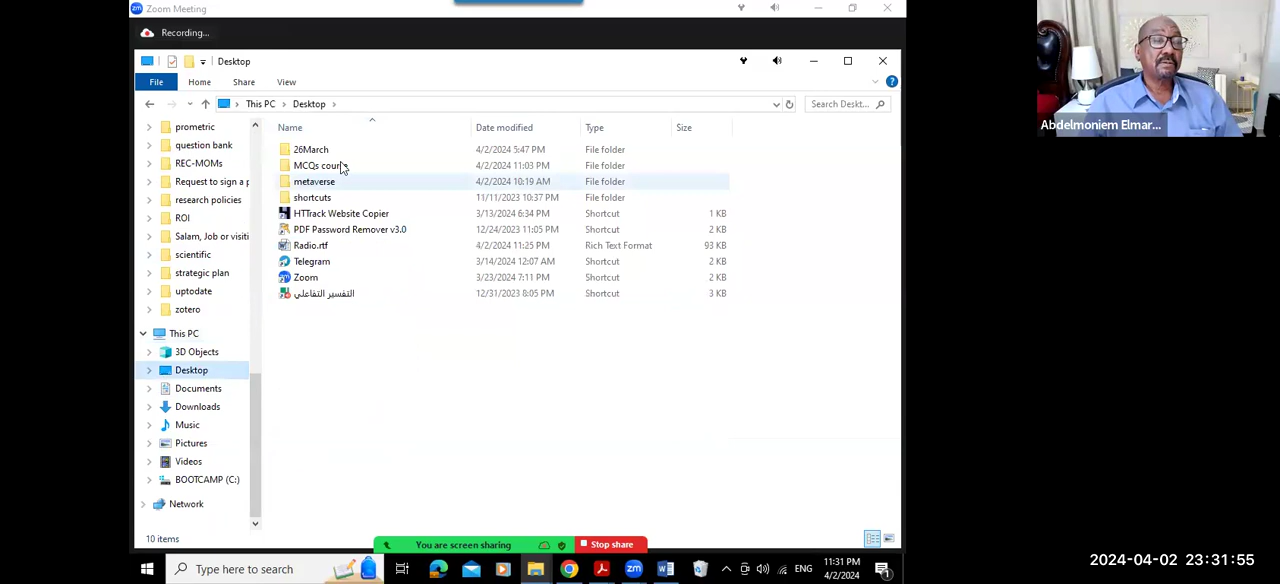 Zoom Meeting
Recording...
Desktop
File Home Share View
This PC Desktop
Search Deskt...
Name Date modified Type Size
prometric
question bank
REC-MOMs
Request to sign a p
research policies
ROI
Salam, Job or visiti
scientific
strategic plan
uptodate
zotero
This PC
3D Objects
Desktop
Documents
Downloads
Music
Pictures
Videos
BOOTCAMP (C:)
Network
26March 4/2/2024 5:47 PM File folder
MCQs cour 4/2/2024 11:03 PM File folder
metaverse 4/2/2024 10:19 AM File folder
shortcuts 11/11/2023 10:37 PM File folder
HTTrack Website Copier 3/13/2024 6:34 PM Shortcut 1 KB
PDF Password Remover v3.0 12/24/2023 11:05 PM Shortcut 2 KB
Radio.rtf 4/2/2024 11:25 PM Rich Text Format 93 KB
Telegram 3/14/2024 12:07 AM Shortcut 2 KB
Zoom 3/23/2024 7:11 PM Shortcut 2 KB
التفسير التفاعلي 12/31/2023 8:05 PM Shortcut 3 KB
10 items
You are screen sharing Stop share
Type here to search
ENG
11:31 PM
4/2/2024
1
Abdelmoniem Elmar...
2024-04-02 23:31:55